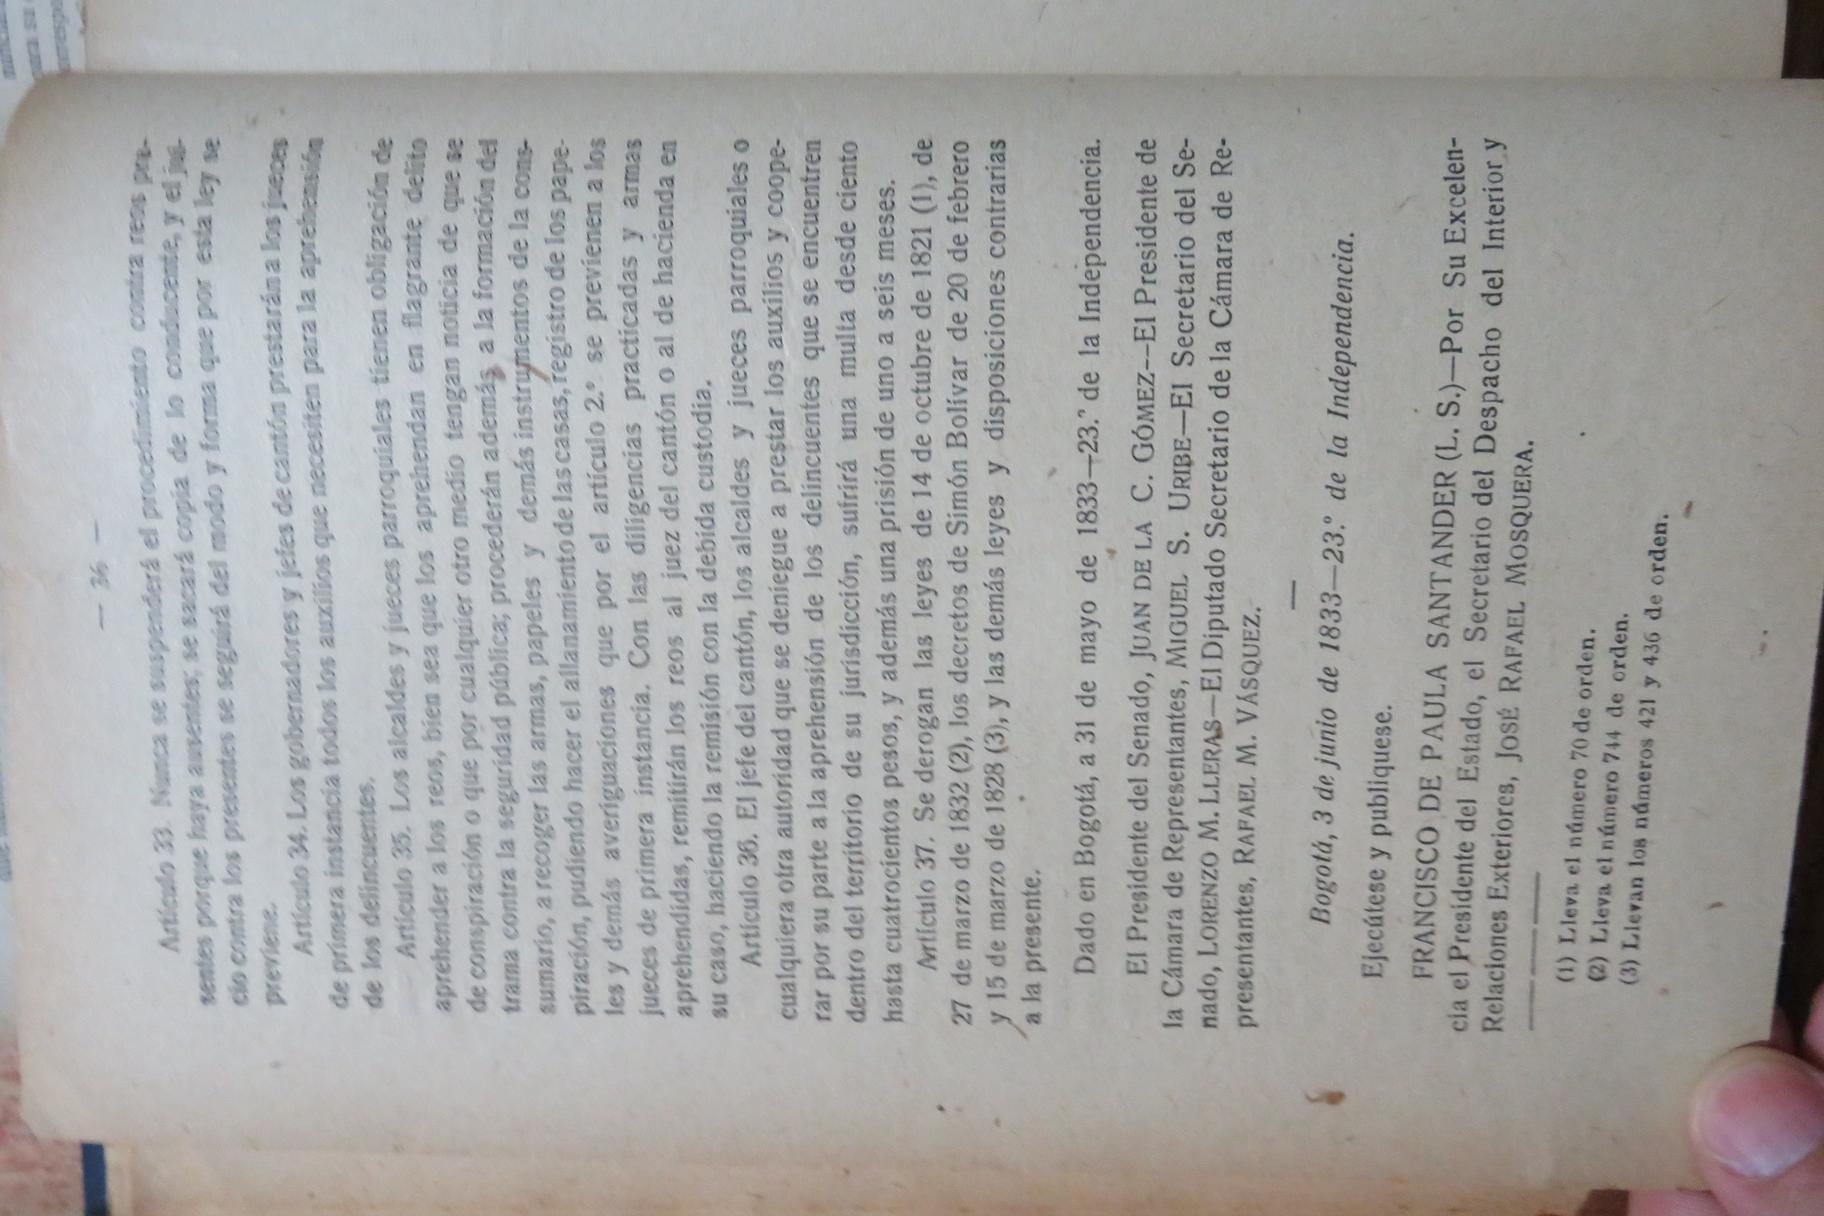 — 36 —
Artículo 33. Nunca se suspenderá el procedimiento contra reos pre-
sentes porque haya ausentes; se sacará copia de lo conducente, y el jui-
cio contra los presentes se seguirá del modo y forma que por esta ley se
previene.
Artículo 34. Los gobernadores y jefes de cantón prestarán a los jueces
de primera instancia todos los auxilios que necesiten para la aprehensión
de los delincuentes.
Artículo 35. Los alcaldes y jueces parroquiales tienen obligación de
aprehender a los reos, bien sea que los aprehendan en flagrante delito
de conspiración o que por cualquier otro medio tengan noticia de que se
trama contra la seguridad pública; procederán además a la formación del
sumario, a recoger las armas, papeles y demás instrumentos de la cons-
piración, pudiendo hacer el allanamiento de las casas, registro de los pape-
les y demás averiguaciones que por el artículo 2.º se previenen a los
jueces de primera instancia. Con las diligencias practicadas y armas
aprehendidas, remitirán los reos al juez del cantón o al de hacienda en
su caso, haciendo la remisión con la debida custodia.
Artículo 36. El jefe del cantón, los alcaldes y jueces parroquiales o
cualquiera otra autoridad que se deniegue a prestar los auxilios y coope-
rar por su parte a la aprehensión de los delincuentes que se encuentren
dentro del territorio de su jurisdicción, sufrirá una multa desde ciento
hasta cuatrocientos pesos, y además una prisión de uno a seis meses.
Artículo 37. Se derogan las leyes de 14 de octubre de 1821 (1), de
27 de marzo de 1832 (2), los decretos de Simón Bolívar de 20 de febrero
y 15 de marzo de 1828 (3), y las demás leyes y disposiciones contrarias
a la presente.
Dado en Bogotá, a 31 de mayo de 1833—23.º de la Independencia.
El Presidente del Senado, JUAN DE LA C. GÓMEZ—El Presidente de
la Cámara de Representantes, MIGUEL S. URIBE—El Secretario del Se-
nado, LORENZO M. LLERAS—El Diputado Secretario de la Cámara de Re-
presentantes, RAFAEL M. VÁSQUEZ.
—
Bogotá, 3 de junio de 1833—23.º de la Independencia.
Ejecútese y publíquese.
FRANCISCO DE PAULA SANTANDER (L. S.)—Por Su Excelen-
cia el Presidente del Estado, el Secretario del Despacho del Interior y
Relaciones Exteriores, JOSÉ RAFAEL MOSQUERA.
(1) Lleva el número 70 de orden.
(2) Lleva el número 744 de orden.
(3) Llevan los números 421 y 436 de orden.